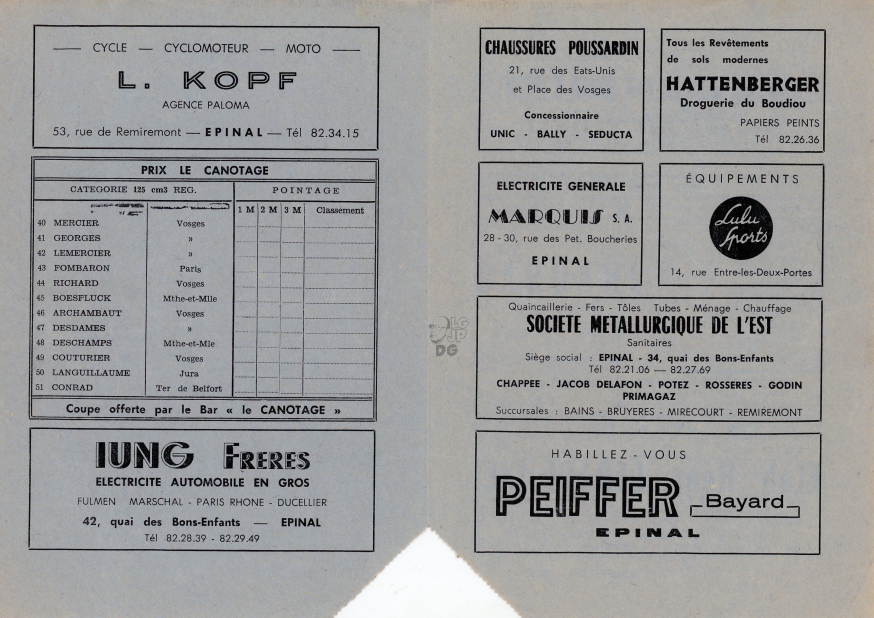 CYCLE — CYCLOMOTEUR — MOTO
L. KOPF
AGENCE PALOMA
53, rue de Remiremont — EPINAL — Tél 82.34.15
PRIX LE CANOTAGE
CATEGORIE 125 cm3 REG. POINTAGE
1 M 2 M 3 M Classement
40 MERCIER Vosges
41 GEORGES »
42 LEMERCIER »
43 FOMBARON Paris
44 RICHARD Vosges
45 BOESFLUCK Mthe-et-Mlle
46 ARCHAMBAUT Vosges
47 DESDAMES »
48 DESCHAMPS Mthe-et-Mle
49 COUTURIER Vosges
50 LANGUILLAUME Jura
51 CONRAD Ter de Belfort
Coupe offerte par le Bar « le CANOTAGE »
IUNG FRERES
ELECTRICITE AUTOMOBILE EN GROS
FULMEN MARSCHAL - PARIS RHONE - DUCELLIER
42, quai des Bons-Enfants — EPINAL
Tél 82.28.39 - 82.29.49
CHAUSSURES POUSSARDIN
21, rue des Eats-Unis
et Place des Vosges
Concessionnaire
UNIC - BALLY - SEDUCTA
Tous les Revêtements
de sols modernes
HATTENBERGER
Droguerie du Boudiou
PAPIERS PEINTS
Tél 82.26.36
ELECTRICITE GENERALE
MARQUIS S. A.
28 - 30, rue des Pet. Boucheries
EPINAL
ÉQUIPEMENTS
Lulu
Sports
14, rue Entre-les-Deux-Portes
Quaincaillerie - Fers - Tôles Tubes - Ménage - Chauffage
SOCIETE METALLURGIQUE DE L'EST
Sanitaires
Siège social : EPINAL - 34, quai des Bons-Enfants
Tél 82.21.06 — 82.27.69
CHAPPEE - JACOB DELAFON - POTEZ - ROSSERES - GODIN
PRIMAGAZ
Succursales : BAINS - BRUYERES - MIRECOURT - REMIREMONT
HABILLEZ - VOUS
PEIFFER Bayard
EPINAL
DG